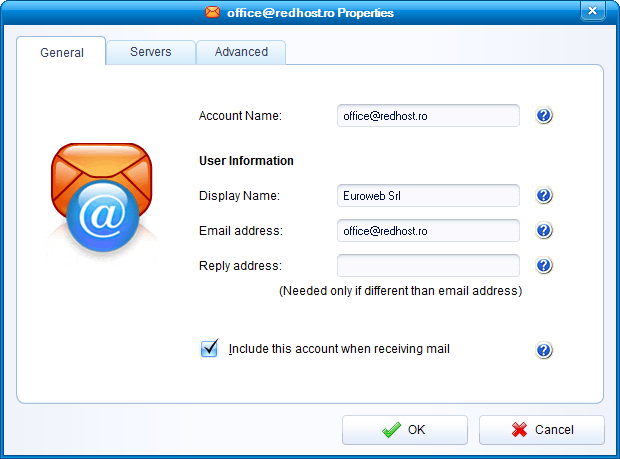 office@redhost.ro Properties
General
Servers
Advanced
Account Name:
office@redhost.ro
User Information
Display Name:
Euroweb Srl
Email address:
office@redhost.ro
Reply address:
(Needed only if different than email address)
Include this account when receiving mail
OK
Cancel